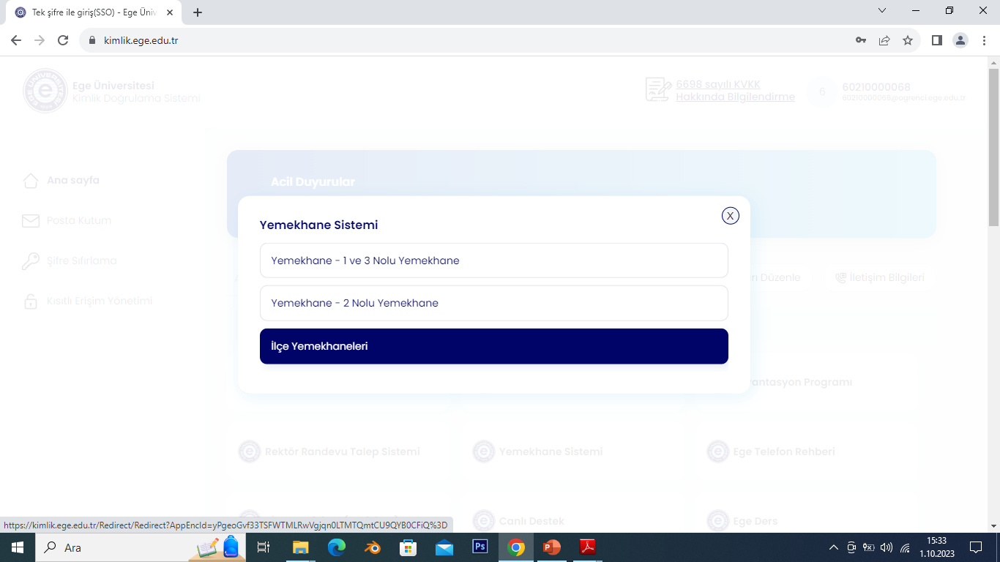 Tek şifre ile giriş(SSO) - Ege Üniv
kimlik.ege.edu.tr
Ege Üniversitesi
Kimlik Doğrulama Sistemi
6698 sayılı KVKK
Hakkında Bilgilendirme
6
60210000068
60210000068@ogrenci.ege.edu.tr
Ana sayfa
Posta Kutum
Şifre Sıfırlama
Kısıtlı Erişim Yönetimi
Acil Duyurular
Yemekhane Sistemi
X
Yemekhane - 1 ve 3 Nolu Yemekhane
Yemekhane - 2 Nolu Yemekhane
İlçe Yemekhaneleri
Düzenle
İletişim Bilgileri
Programı
Rektör Randevu Talep Sistemi
Yemekhane Sistemi
Ege Telefon Rehberi
Canlı Destek
Ege Ders
https://kimlik.ege.edu.tr/Redirect/Redirect?AppEncId=yPgeoGvf33TSFWTMLRwVgjqn0LTMTQmtCU9QYB0CFiQ%3D
Ara
Ps
15:33
1.10.2023